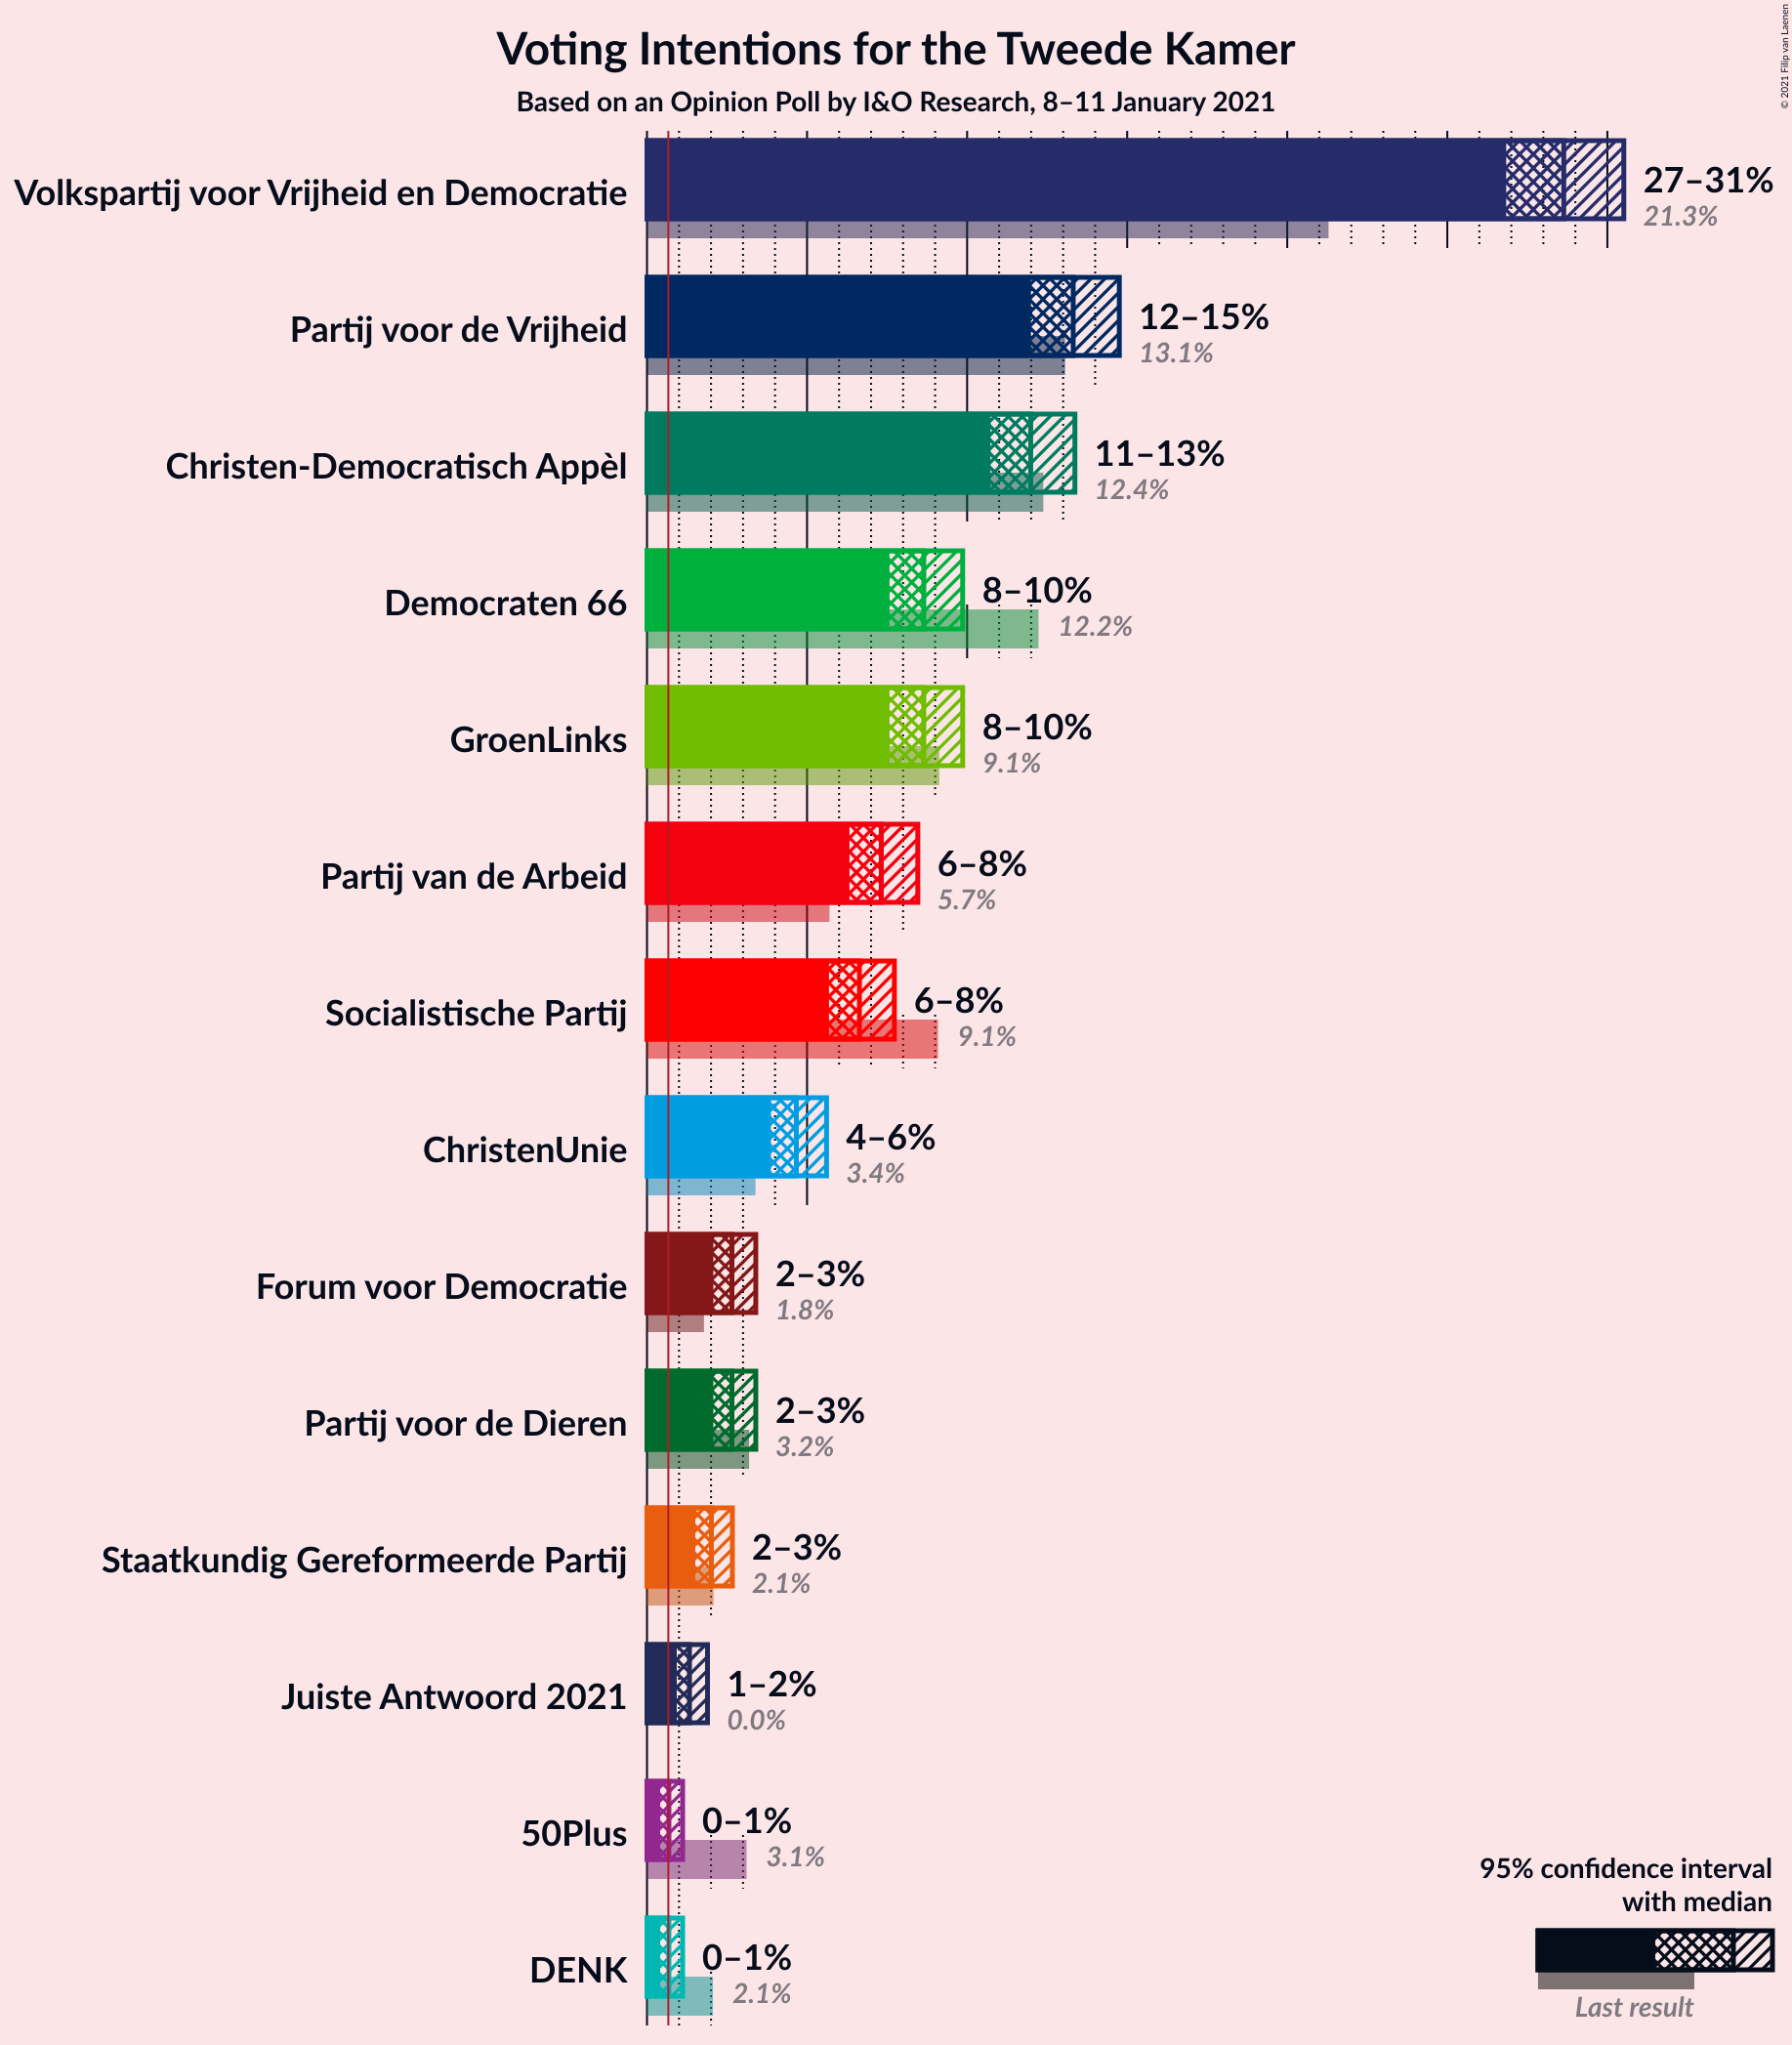 Voting Intentions for the Tweede Kamer
Based on an Opinion Poll by I&O Research, 8–11 January 2021
© 2021 Filip van Laenen
Volkspartij voor Vrijheid en Democratie
27–31%
21.3%
Partij voor de Vrijheid
12–15%
13.1%
Christen-Democratisch Appèl
11–13%
12.4%
Democraten 66
8–10%
12.2%
GroenLinks
8–10%
9.1%
Partij van de Arbeid
6–8%
5.7%
Socialistische Partij
6–8%
9.1%
ChristenUnie
4–6%
3.4%
Forum voor Democratie
2–3%
1.8%
Partij voor de Dieren
2–3%
3.2%
Staatkundig Gereformeerde Partij
2–3%
2.1%
Juiste Antwoord 2021
1–2%
0.0%
50Plus
0–1%
3.1%
DENK
0–1%
2.1%
95% confidence interval
with median
Last result